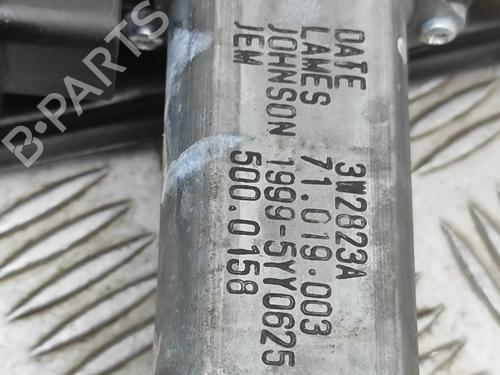 DATE 3W2823A
LAMES 71.019.003
JOHNSON 1999-5YY0625
JEM 500.0158
B-PARTS